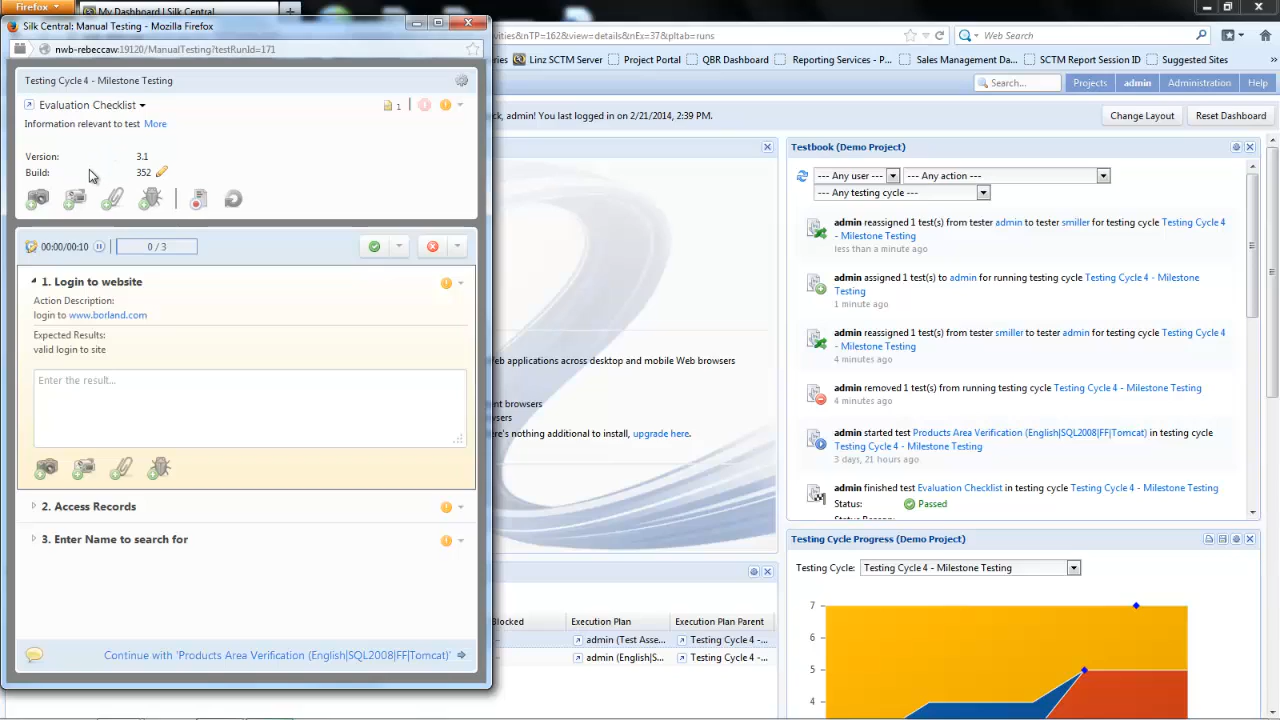 Firefox
My Dashboard | Silk Central
Silk Central: Manual Testing - Mozilla Firefox
nwb-rebeccaw:19120/ManualTesting?testRunId=171
ivities&nTP=162&view=details&nEx=37&pltab=runs
Web Search
ries
Linz SCTM Server
Project Portal
QBR Dashboard
Reporting Services - P...
Sales Management Da...
SCTM Report Session ID
Suggested Sites
»
Search...
Projects
admin
Administration
Help
ck, admin! You last logged in on 2/21/2014, 2:39 PM.
Change Layout
Reset Dashboard
Testing Cycle 4 - Milestone Testing
Evaluation Checklist
1
Information relevant to test More
Version: 3.1
Build: 352
00:00/00:10
0 / 3
1. Login to website
Action Description:
login to www.borland.com
Expected Results:
valid login to site
Enter the result...
2. Access Records
3. Enter Name to search for
Continue with 'Products Area Verification (English|SQL2008|FF|Tomcat)'
eb applications across desktop and mobile Web browsers
ent browsers
wsers
re's nothing additional to install, upgrade here.
Blocked
Execution Plan
Execution Plan Parent
admin (Test Asse...
Testing Cycle 4 -...
admin (English|S...
Testing Cycle 4 -...
Testbook (Demo Project)
--- Any user ---
--- Any action ---
--- Any testing cycle ---
admin reassigned 1 test(s) from tester admin to tester smiller for testing cycle Testing Cycle 4
- Milestone Testing
less than a minute ago
admin assigned 1 test(s) to admin for running testing cycle Testing Cycle 4 - Milestone
Testing
1 minute ago
admin reassigned 1 test(s) from tester smiller to tester admin for testing cycle Testing Cycle 4
- Milestone Testing
4 minutes ago
admin removed 1 test(s) from running testing cycle Testing Cycle 4 - Milestone Testing
4 minutes ago
admin started test Products Area Verification (English|SQL2008|FF|Tomcat) in testing cycle
Testing Cycle 4 - Milestone Testing
3 days, 21 hours ago
admin finished test Evaluation Checklist in testing cycle Testing Cycle 4 - Milestone Testing
Status: Passed
Status Reason:
Testing Cycle Progress (Demo Project)
Testing Cycle: Testing Cycle 4 - Milestone Testing
7
6
5
4